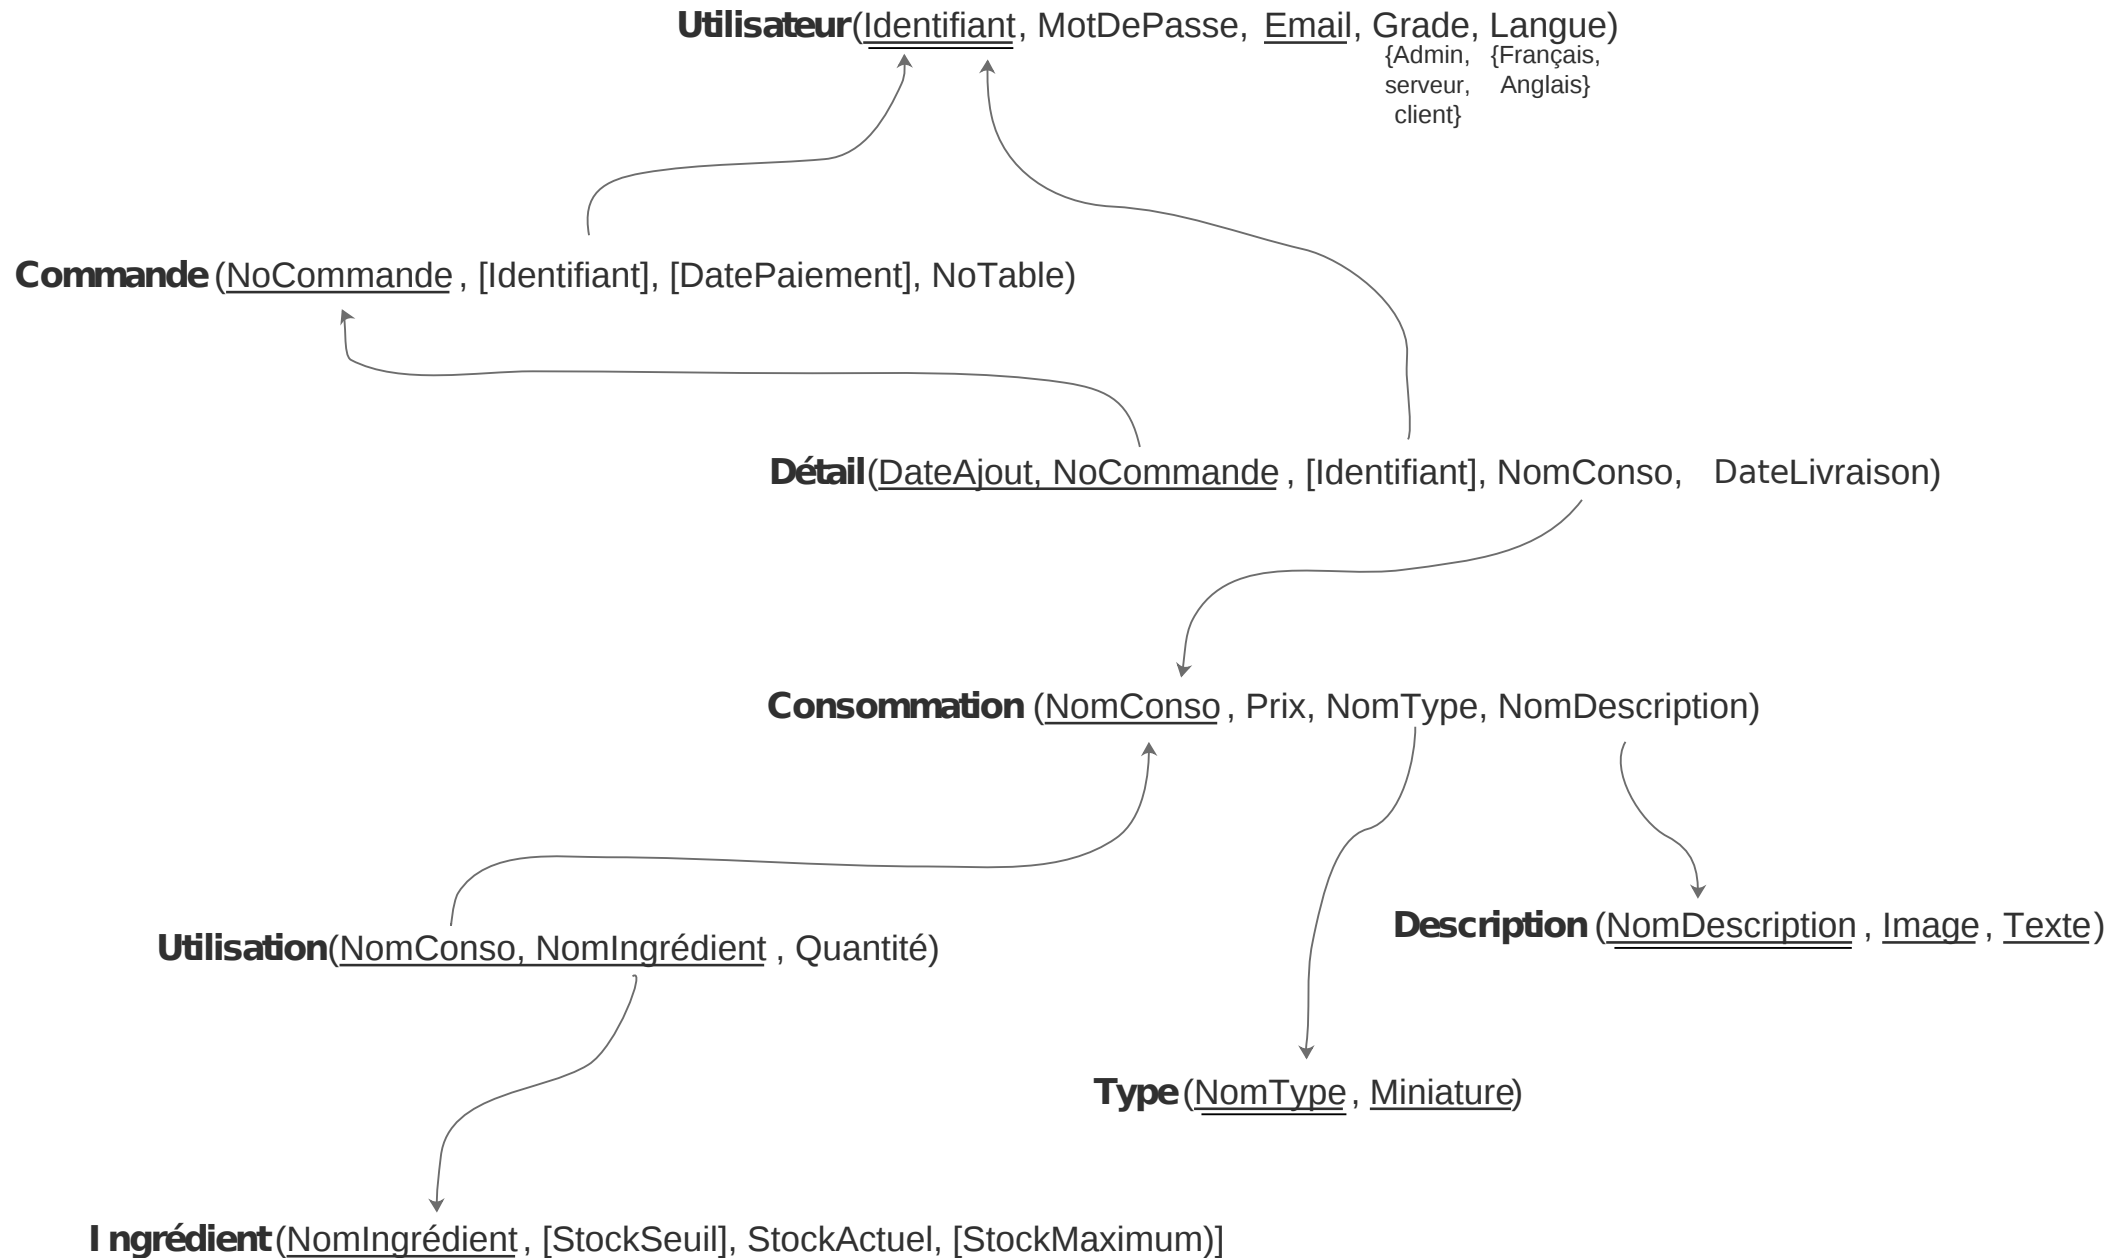 Utilisateur(Identifiant, MotDePasse, Email, Grade, Langue)
{Admin, serveur, client}
{Français, Anglais}
Commande (NoCommande, [Identifiant], [DatePaiement], NoTable)
Détail(DateAjout, NoCommande, [Identifiant], NomConso, DateLivraison)
Consommation (NomConso, Prix, NomType, NomDescription)
Description (NomDescription, Image, Texte)
Utilisation(NomConso, NomIngrédient, Quantité)
Type(NomType, Miniature)
Ingrédient(NomIngrédient, [StockSeuil], StockActuel, [StockMaximum)]